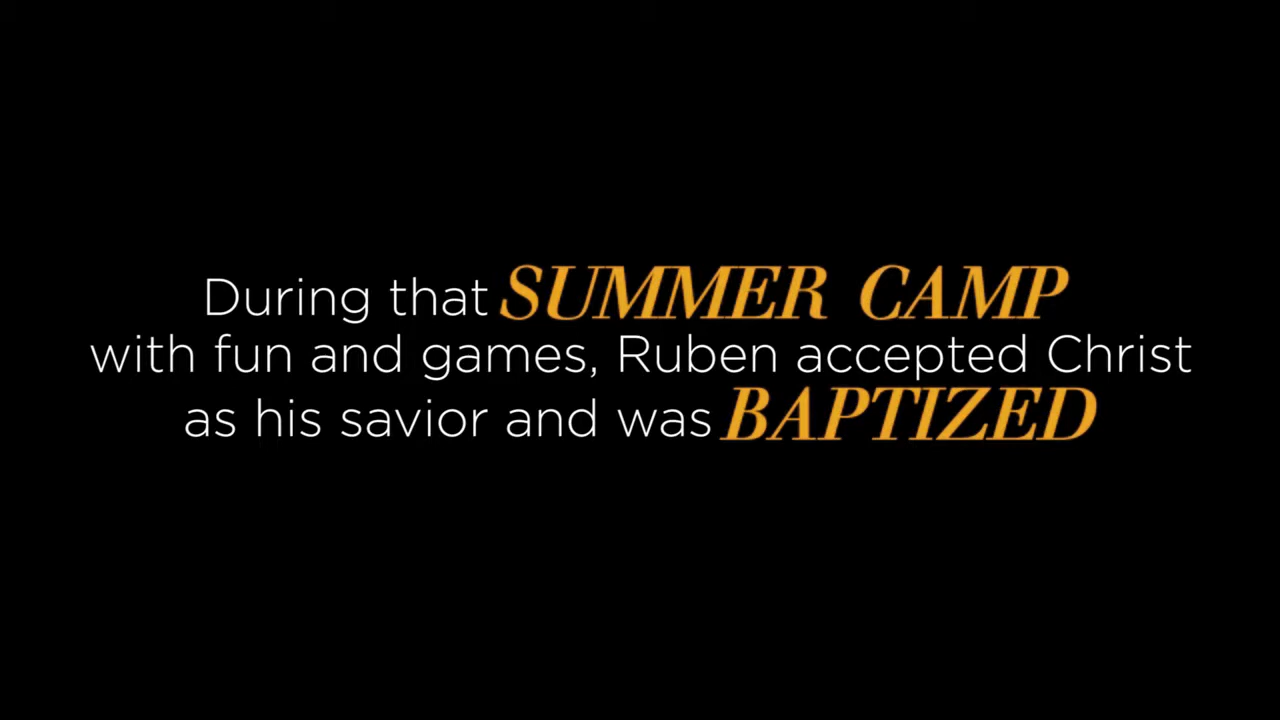 During that SUMMER CAMP
with fun and games, Ruben accepted Christ
as his savior and was BAPTIZED